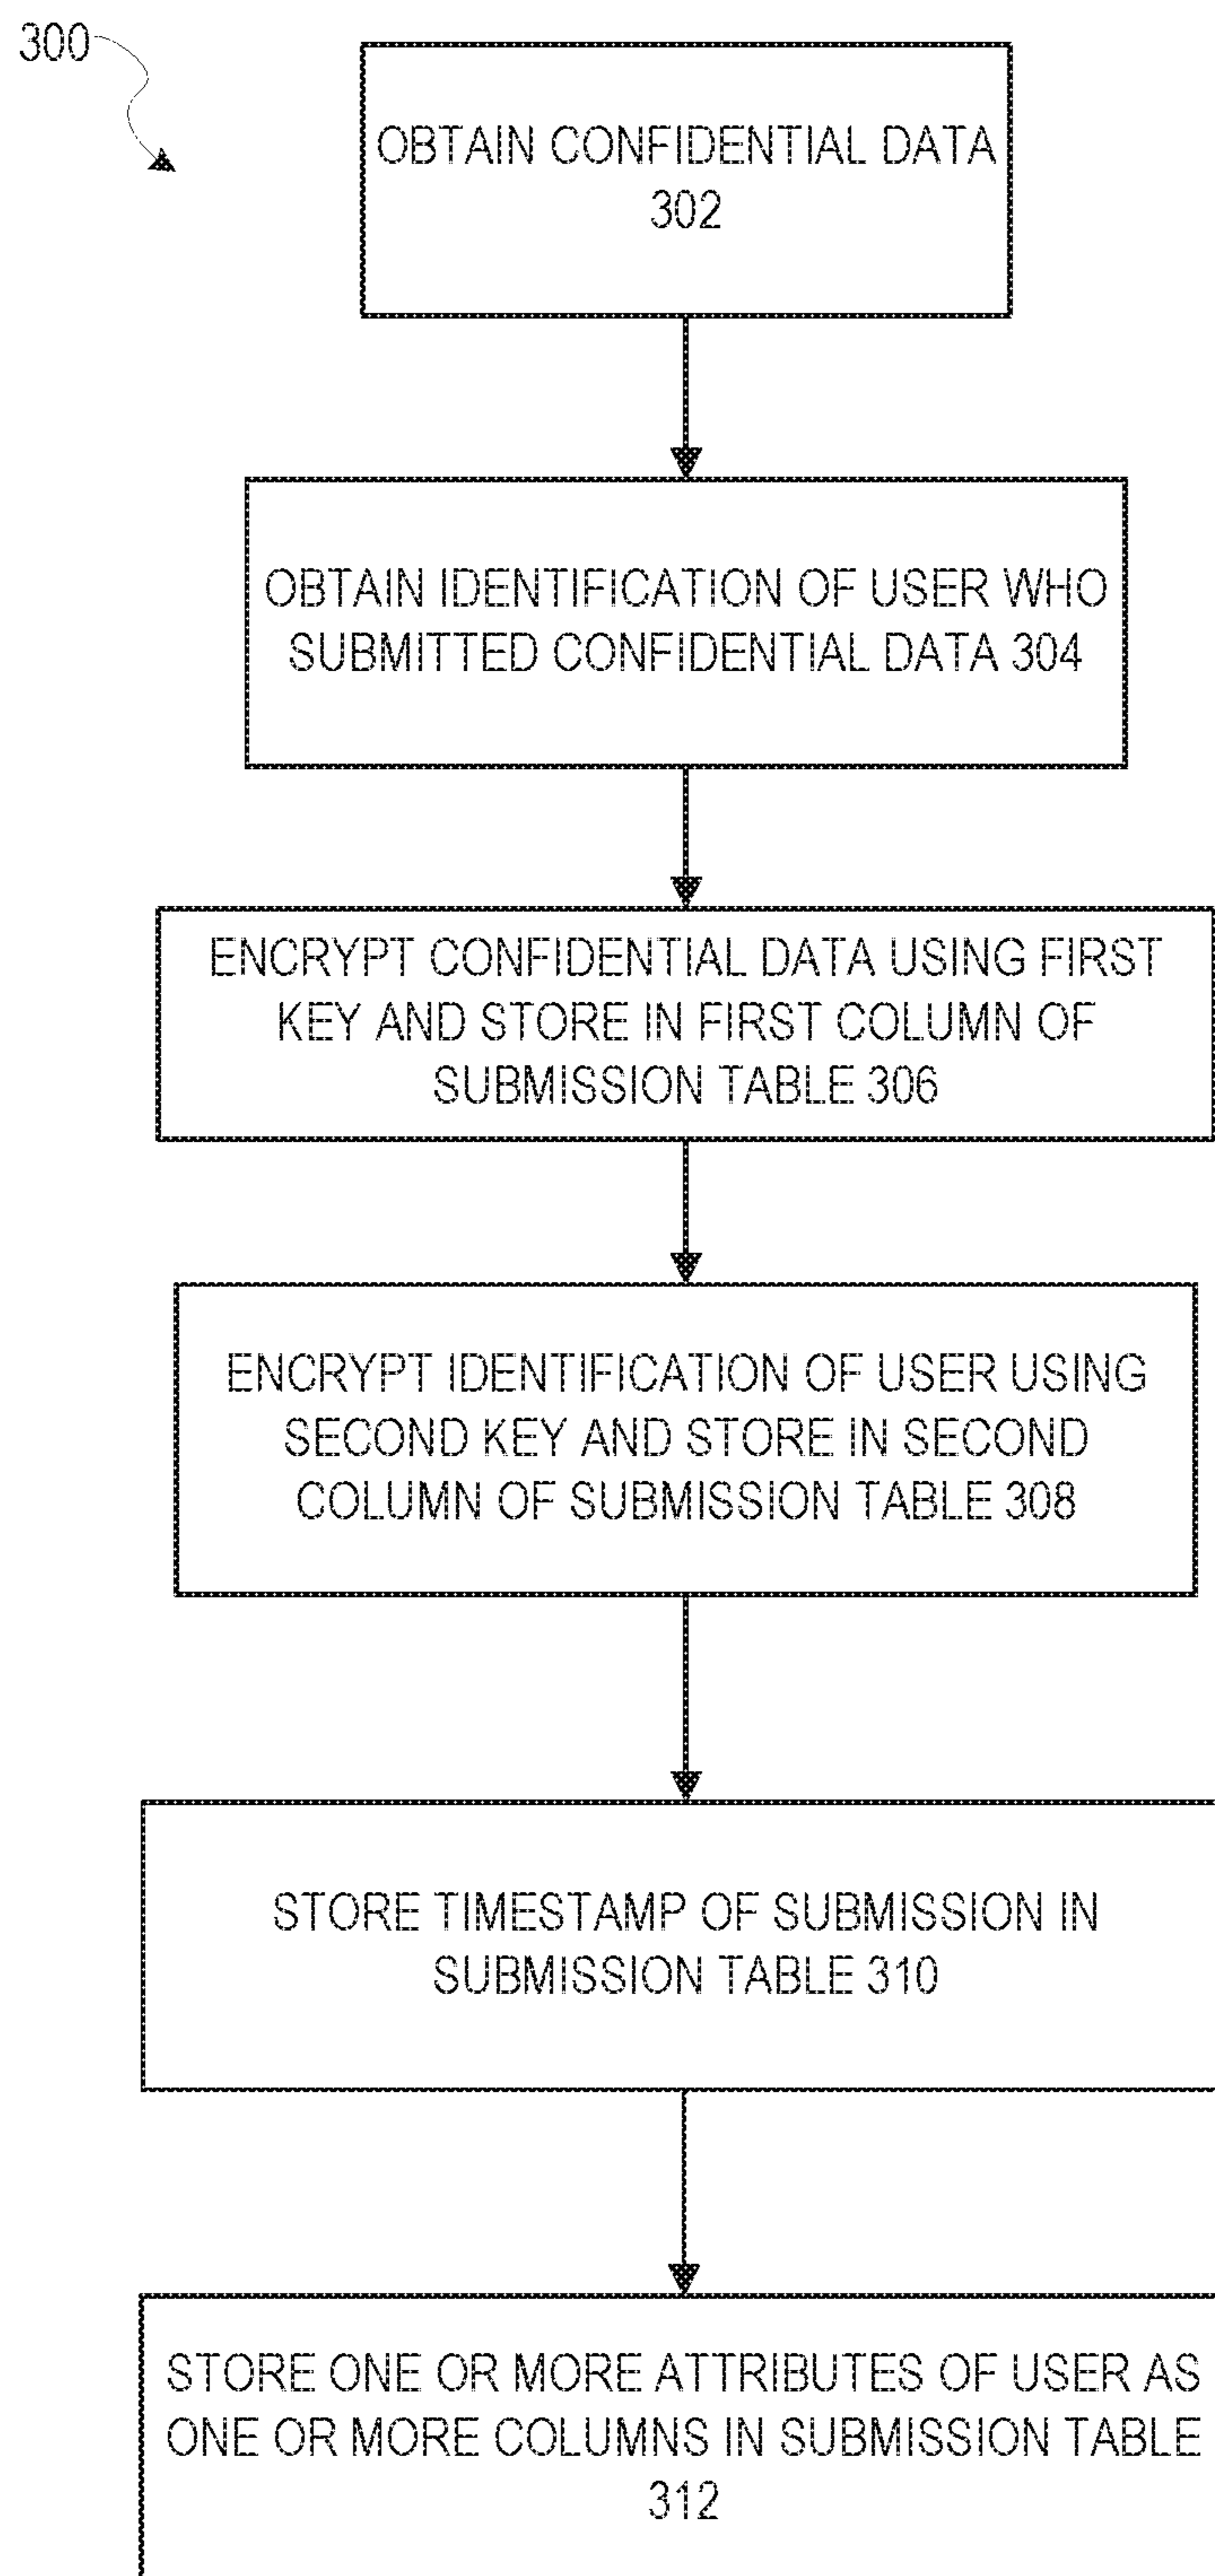 300
OBTAIN CONFIDENTIAL DATA
302
OBTAIN IDENTIFICATION OF USER WHO
SUBMITTED CONFIDENTIAL DATA 304
ENCRYPT CONFIDENTIAL DATA USING FIRST
KEY AND STORE IN FIRST COLUMN OF
SUBMISSION TABLE 306
ENCRYPT IDENTIFICATION OF USER USING
SECOND KEY AND STORE IN SECOND
COLUMN OF SUBMISSION TABLE 308
STORE TIMESTAMP OF SUBMISSION IN
SUBMISSION TABLE 310
STORE ONE OR MORE ATTRIBUTES OF USER AS
ONE OR MORE COLUMNS IN SUBMISSION TABLE
312